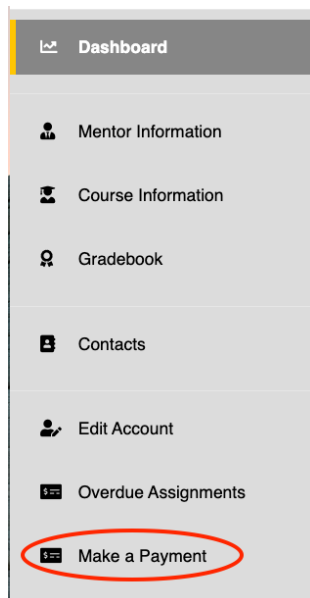 Dashboard
Mentor Information
Course Information
Gradebook
Contacts
Edit Account
Overdue Assignments
Make a Payment